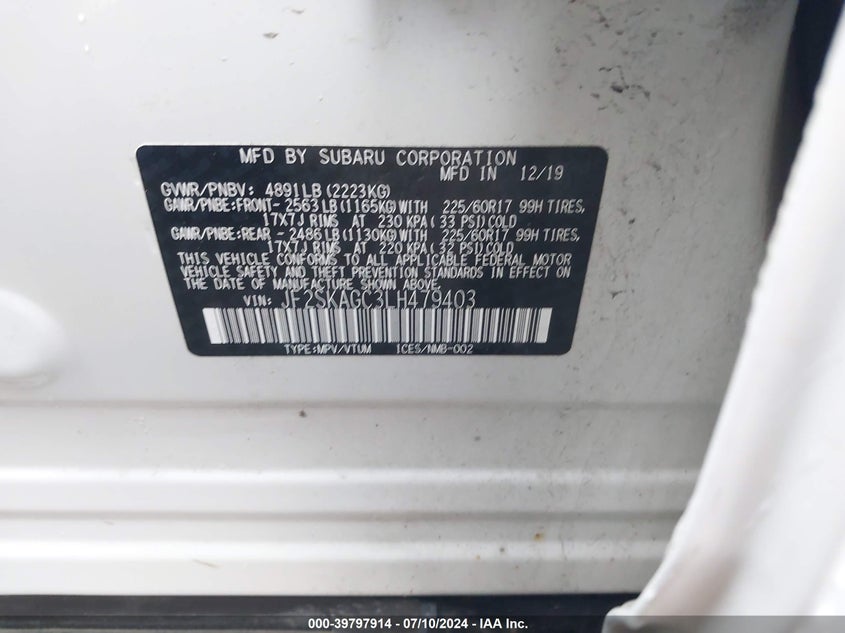 MFD BY SUBARU CORPORATION
MFD IN 12/19
GVWR/PNBV: 4891LB(2223KG)
GAWR/PNBE:FRONT-2563LB(1165KG)WITH 225/60R17 99H TIRES,
17X7J RIMS AT 230 KPA(33 PSI)COLD
GAWR/PNBE:REAR -2486LB(1130KG)WITH 225/60R17 99H TIRES,
17X7J RIMS AT 220 KPA(32 PSI)COLD
THIS VEHICLE CONFORMS TO ALL APPLICABLE FEDERAL MOTOR
VEHICLE SAFETY AND THEFT PREVENTION STANDARDS IN EFFECT ON
THE DATE OF MANUFACTURE SHOWN ABOVE.
VIN: JF2SKAGC3LH479403
TYPE:MPV/VTUM ICES/NMB-002
000-39797914 / 07/10/2024 / IAA Inc.